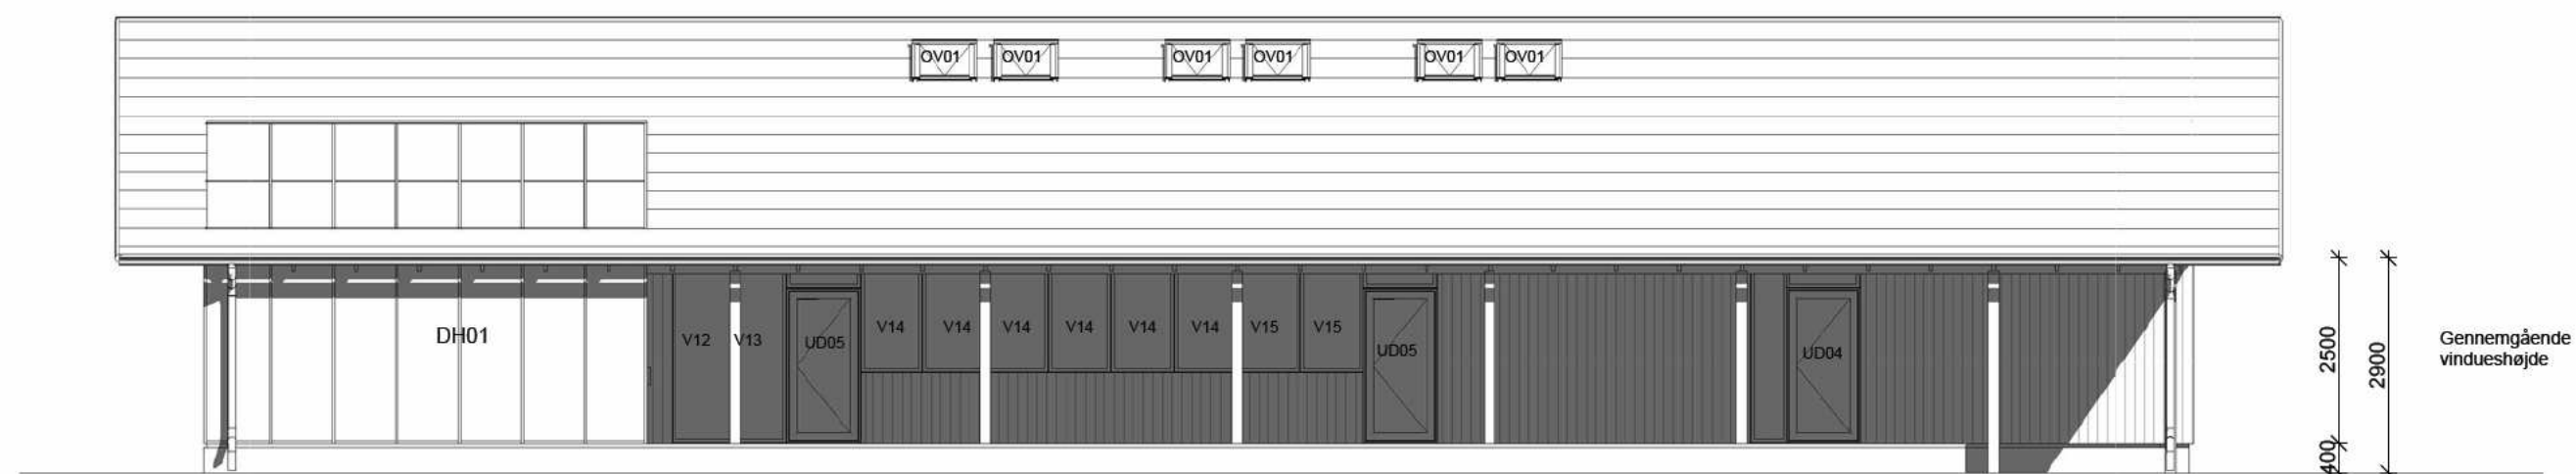 OV01 OV01 OV01 OV01 OV01 OV01
DH01 V12 V13 UD05 V14 V14 V14 V14 V14 V14 V15 V15 UD05 UD04
2500
2900
400
Gennemgående
vindueshøjde